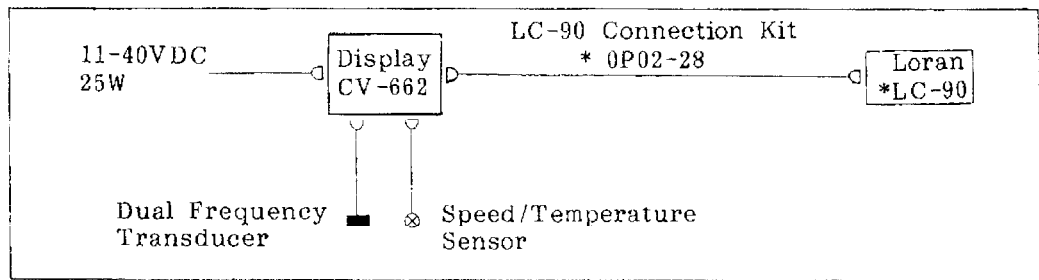 LC-90 Connection Kit
* 0P02-28
11-40VDC
25W
Display
CV-662
Loran
*LC-90
Dual Frequency
Transducer
Speed/Temperature
Sensor